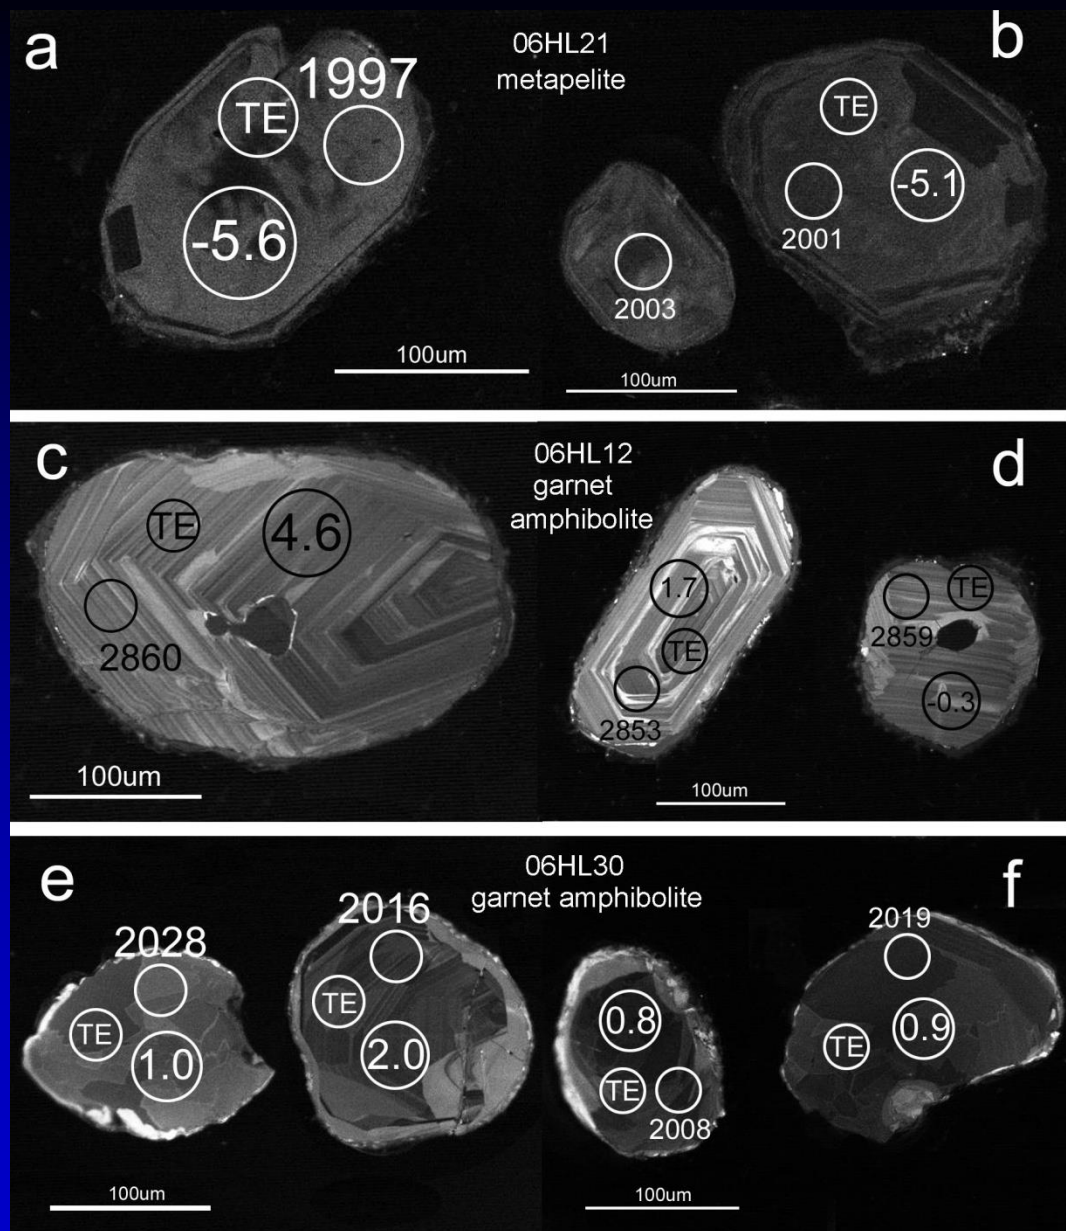 a
06HL21
metapelite
b
1997
TE
-5.6
100um
TE
-5.1
2001
2003
100um
c
06HL12
garnet
amphibolite
d
TE
4.6
2860
100um
1.7
TE
2853
TE
2859
-0.3
100um
e
06HL30
garnet amphibolite
f
2028
TE
1.0
2016
TE
2.0
100um
0.8
TE
2008
2019
TE
0.9
100um